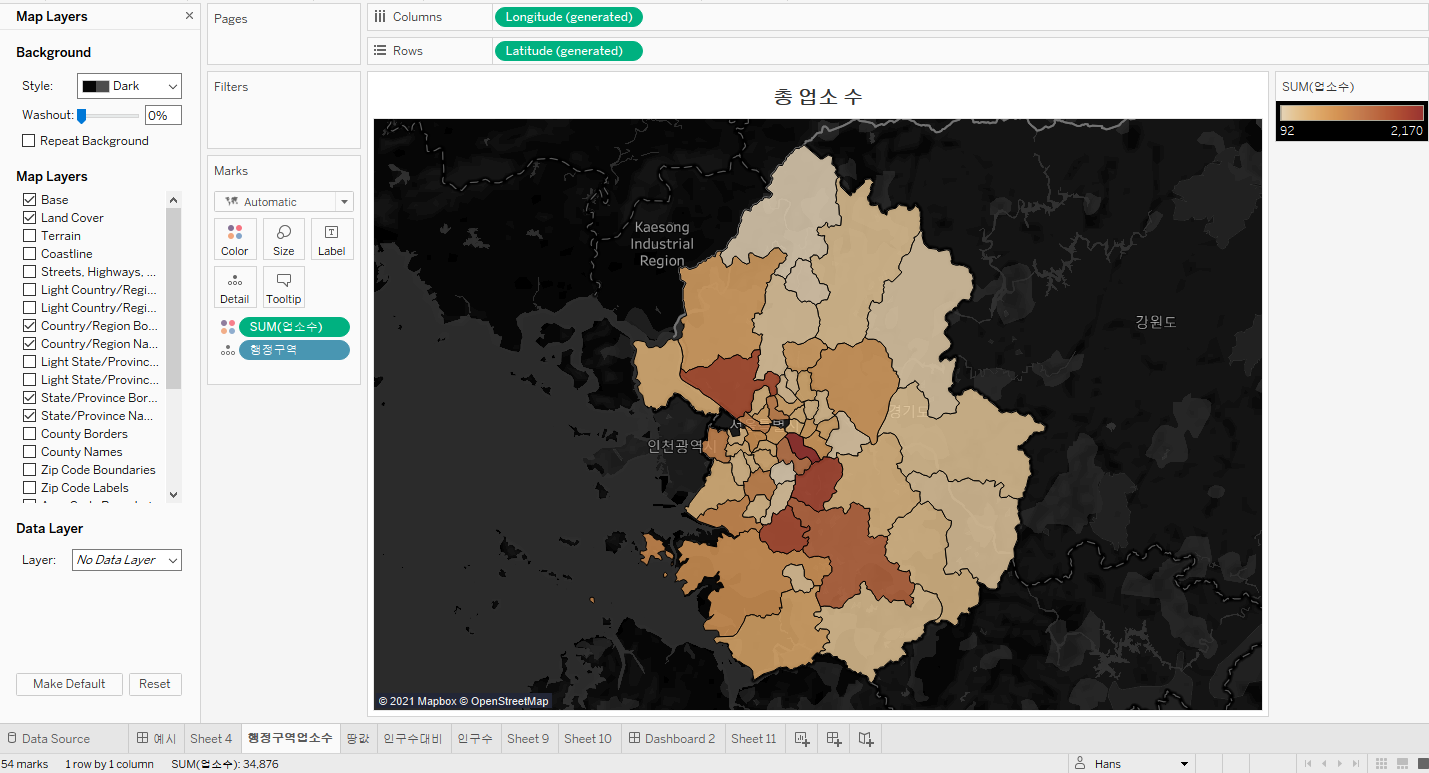 Map Layers
Background
Style:
Dark
Washout:
0%
Repeat Background
Map Layers
Base
Land Cover
Terrain
Coastline
Streets, Highways, ...
Light Country/Regi...
Light Country/Regi...
Country/Region Bo...
Country/Region Na...
Light State/Provinc...
Light State/Provinc...
State/Province Bor...
State/Province Na...
County Borders
County Names
Zip Code Boundaries
Zip Code Labels
Data Layer
Layer:
No Data Layer
Make Default
Reset
Pages
Filters
Marks
Automatic
Color
Size
Label
Detail
Tooltip
SUM(업소수)
행정구역
Columns
Longitude (generated)
Rows
Latitude (generated)
총 업소 수
Kaesong
Industrial
Region
강원도
경기도
인천광역시
© 2021 Mapbox © OpenStreetMap
SUM(업소수)
92
2,170
Data Source
예시
Sheet 4
행정구역업소수
땅값
인구수대비
인구수
Sheet 9
Sheet 10
Dashboard 2
Sheet 11
54 marks
1 row by 1 column
SUM(업소수): 34,876
Hans